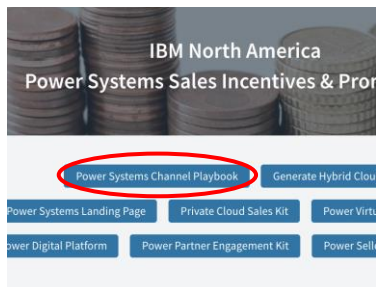 IBM North America
Power Systems Sales Incentives & Pro
Power Systems Channel Playbook Generate Hybrid Clou
Power Systems Landing Page Private Cloud Sales Kit Power Virtu
ower Digital Platform Power Partner Engagement Kit Power Selle